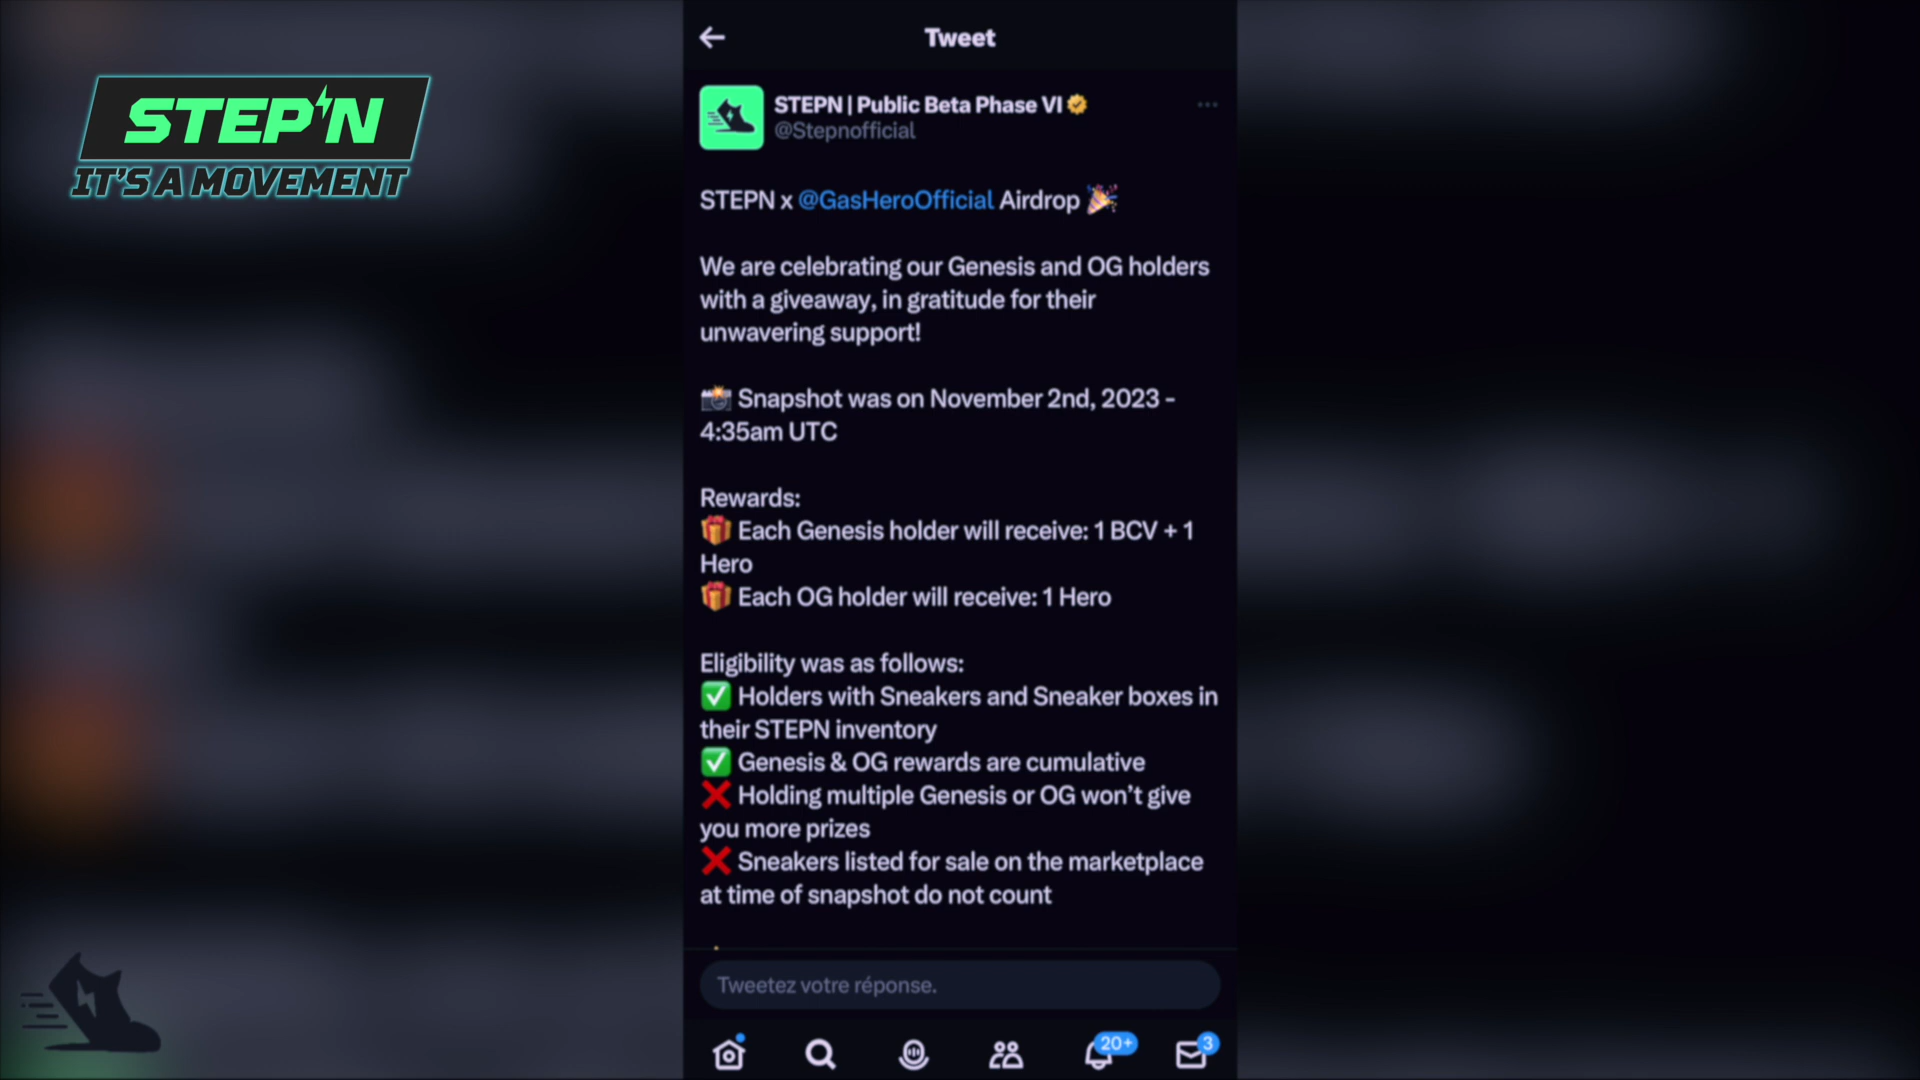 STEP'N
IT'S A MOVEMENT
Tweet
STEPN | Public Beta Phase VI
@Stepnofficial
STEPN x @GasHeroOfficial Airdrop 🎉
We are celebrating our Genesis and OG holders
with a giveaway, in gratitude for their
unwavering support!
📸 Snapshot was on November 2nd, 2023 -
4:35am UTC
Rewards:
🎁 Each Genesis holder will receive: 1 BCV + 1
Hero
🎁 Each OG holder will receive: 1 Hero
Eligibility was as follows:
✅ Holders with Sneakers and Sneaker boxes in
their STEPN inventory
✅ Genesis & OG rewards are cumulative
❌ Holding multiple Genesis or OG won’t give
you more prizes
❌ Sneakers listed for sale on the marketplace
at time of snapshot do not count
Tweetez votre réponse.
20+
3